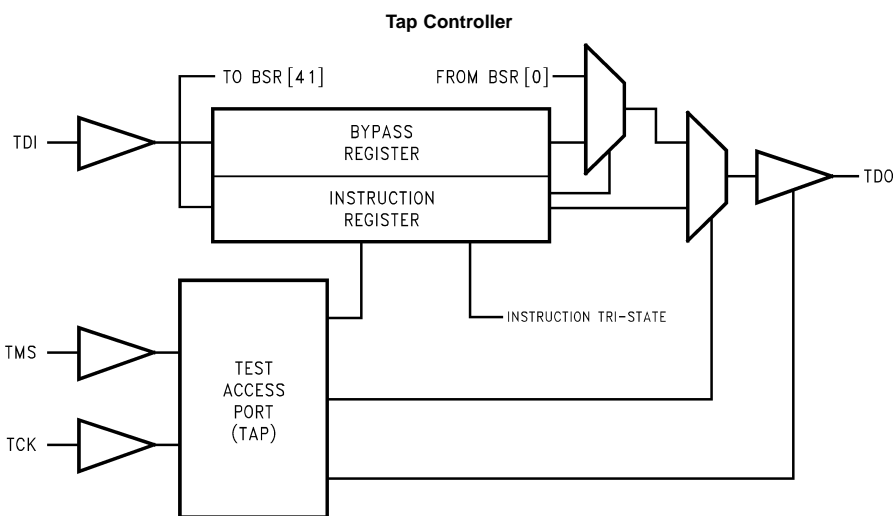 Tap Controller
TO BSR [41]
FROM BSR [0]
TDI
BYPASS
REGISTER
INSTRUCTION
REGISTER
TDO
INSTRUCTION TRI-STATE
TMS
TEST
ACCESS
PORT
(TAP)
TCK